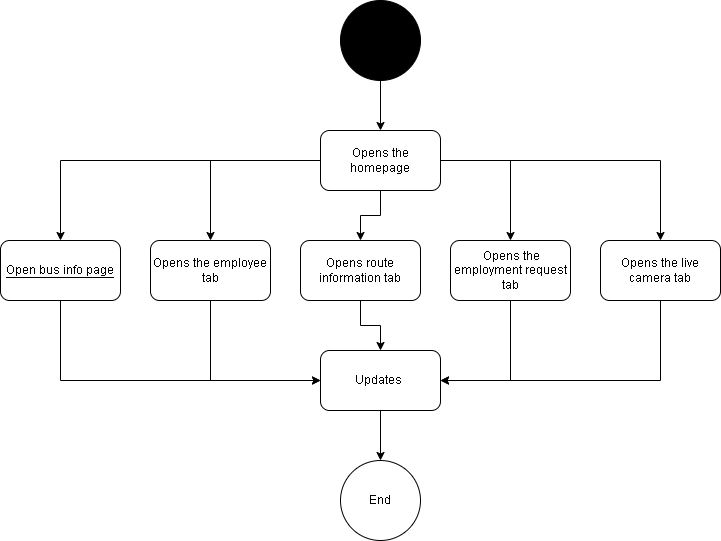 Opens the
homepage
Open bus info page
Opens the employee
tab
Opens route
information tab
Opens the
employment request
tab
Opens the live
camera tab
Updates
End